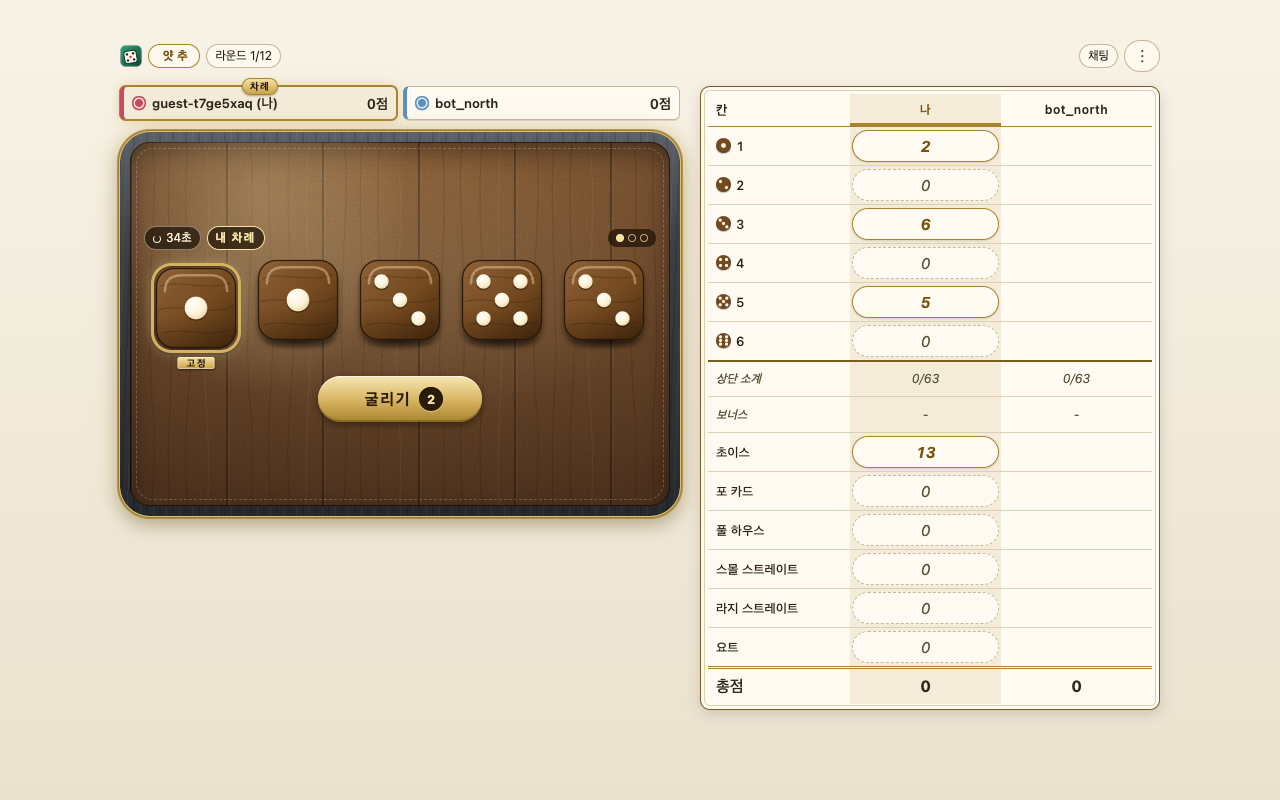 얏추 라운드 1/12 채팅
차례
guest-t7ge5xaq (나) 0점 bot_north 0점
34초 내 차례
고정
굴리기 2
칸 나 bot_north
1 2
2 0
3 6
4 0
5 5
6 0
상단 소계 0/63 0/63
보너스 - -
초이스 13
포 카드 0
풀 하우스 0
스몰 스트레이트 0
라지 스트레이트 0
요트 0
총점 0 0